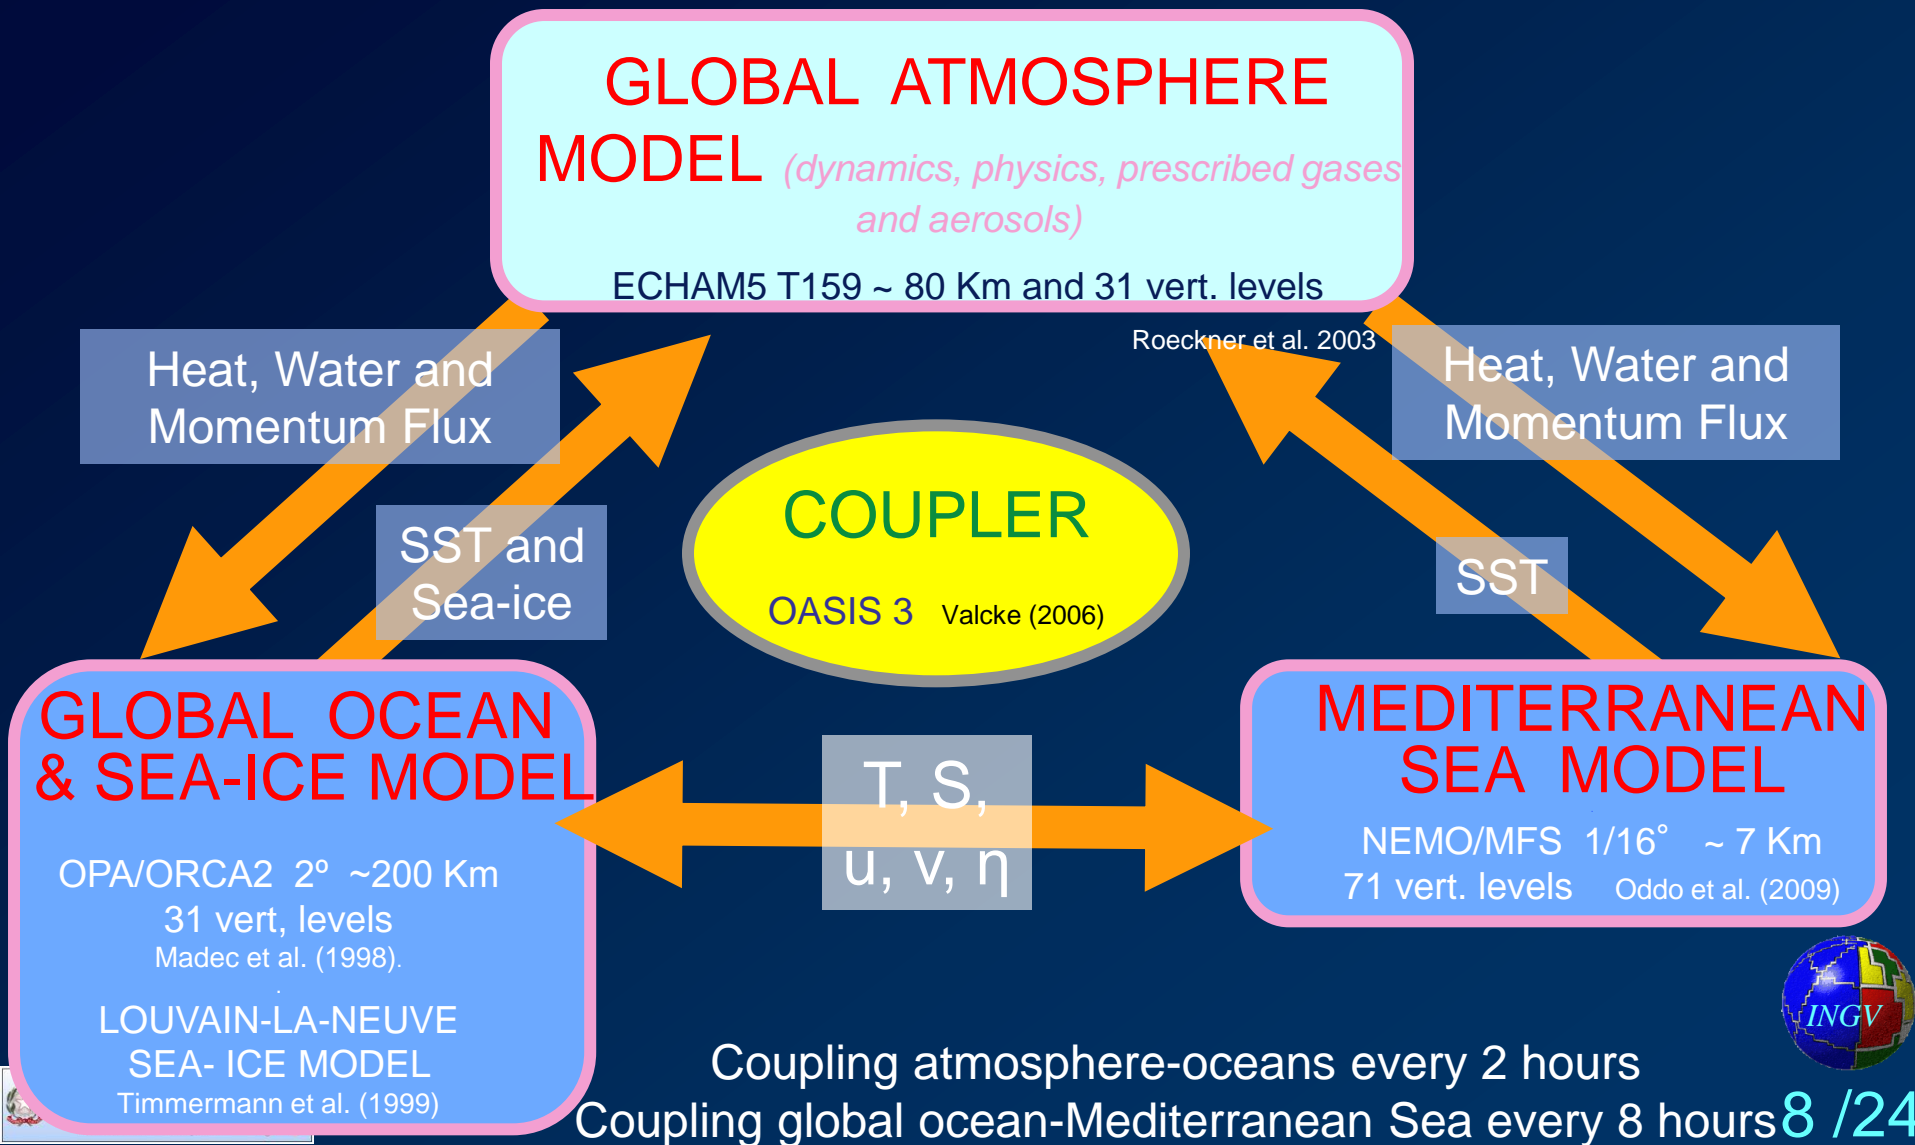 GLOBAL ATMOSPHERE
MODEL (dynamics, physics, prescribed gases
and aerosols)
ECHAM5 T159 ~ 80 Km and 31 vert. levels
Roeckner et al. 2003
Heat, Water and
Momentum Flux
Heat, Water and
Momentum Flux
SST and
Sea-ice
COUPLER
OASIS 3 Valcke (2006)
SST
GLOBAL OCEAN
& SEA-ICE MODEL
OPA/ORCA2 2º ~200 Km
31 vert, levels
Madec et al. (1998).
.
LOUVAIN-LA-NEUVE
SEA- ICE MODEL
Timmermann et al. (1999)
T, S,
u, v, η
MEDITERRANEAN
SEA MODEL
NEMO/MFS 1/16° ~ 7 Km
71 vert. levels Oddo et al. (2009)
INGV
Coupling atmosphere-oceans every 2 hours
Coupling global ocean-Mediterranean Sea every 8 hours
8 /24